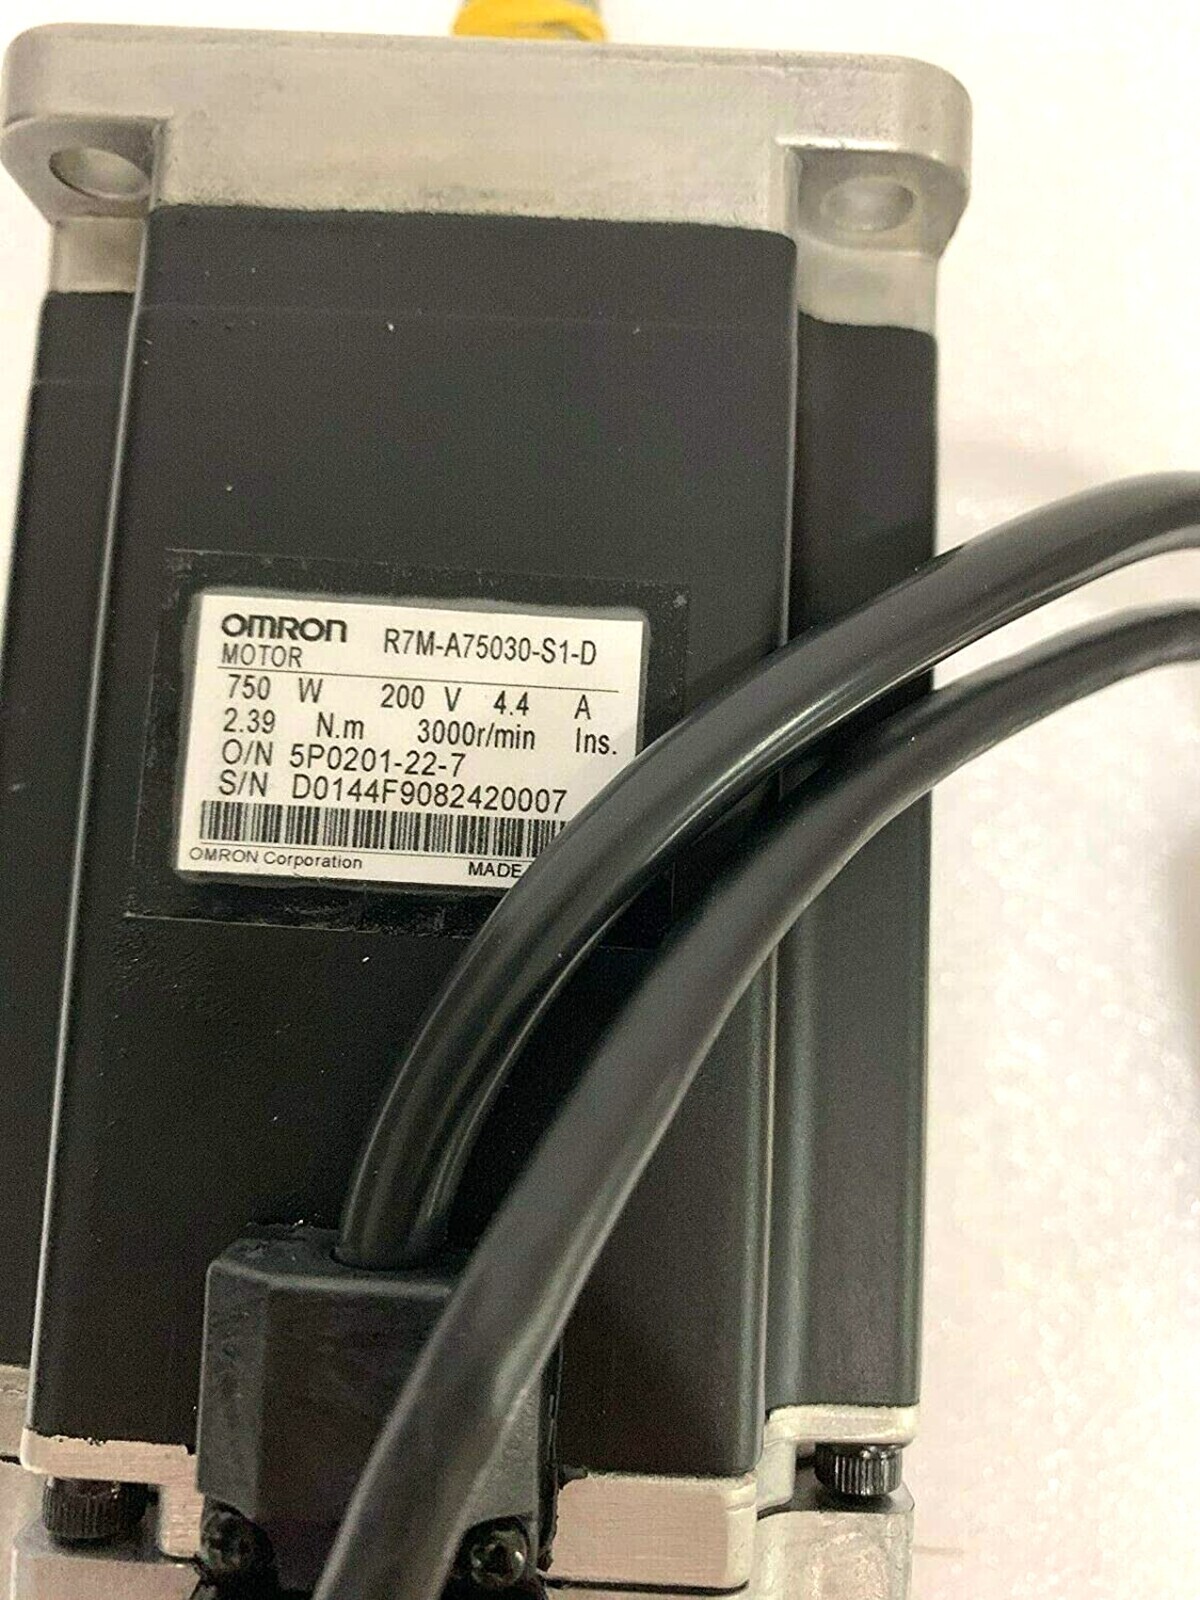 OMRON R7M-A75030-S1-D
MOTOR
750 W 200 V 4.4 A
2.39 N.m 3000r/min Ins.
O/N 5P0201-22-7
S/N D0144F9082420007
OMRON Corporation MADE